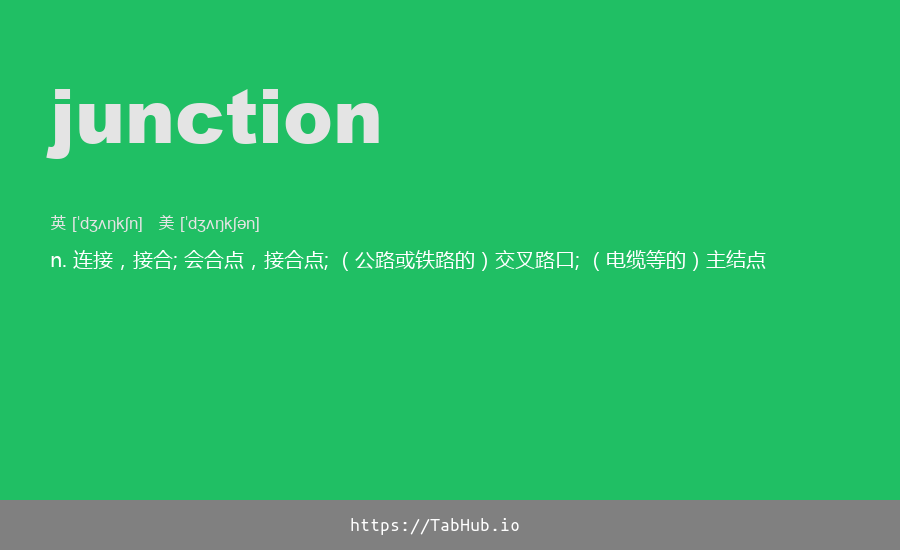 junction
英 [ˈdʒʌŋkʃn]   美 [ˈdʒʌŋkʃən]
n. 连接，接合; 会合点，接合点; （公路或铁路的）交叉路口; （电缆等的）主结点
https://TabHub.io